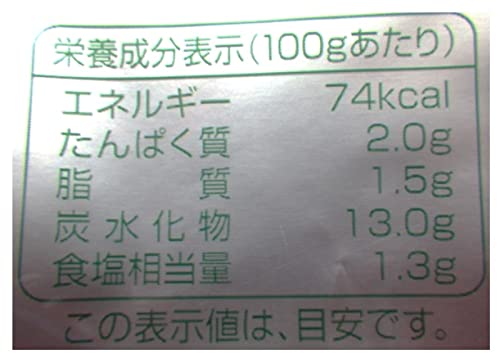 栄養成分表示(100gあたり)
エネルギー 74kcal
たんぱく質 2.0g
脂質 1.5g
炭水化物 13.0g
食塩相当量 1.3g
この表示値は、目安です。